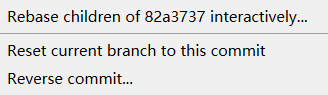 Rebase children of 82a3737 interactively...
Reset current branch to this commit
Reverse commit...